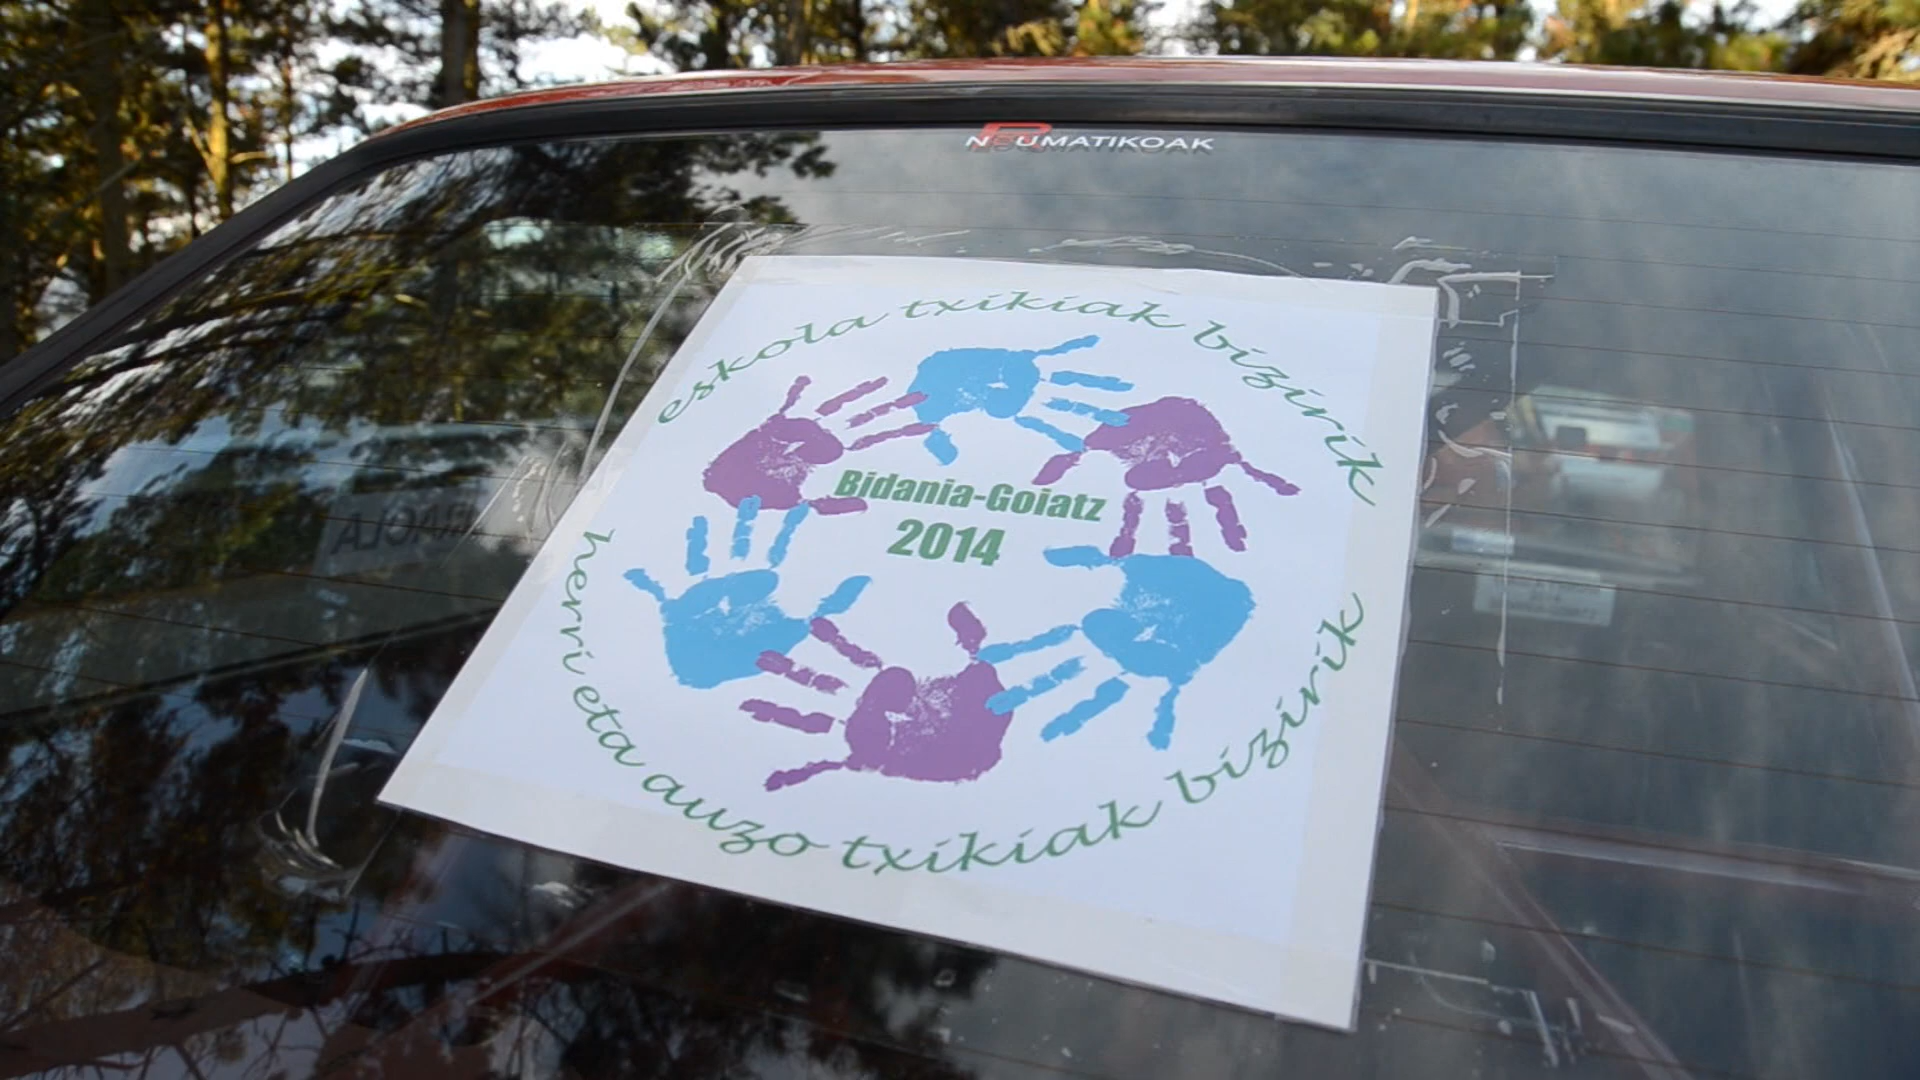 NEUMATIKOAK
eskola txikiak bizirik
Bidania-Goiatz
2014
herri eta auzo txikiak bizirik